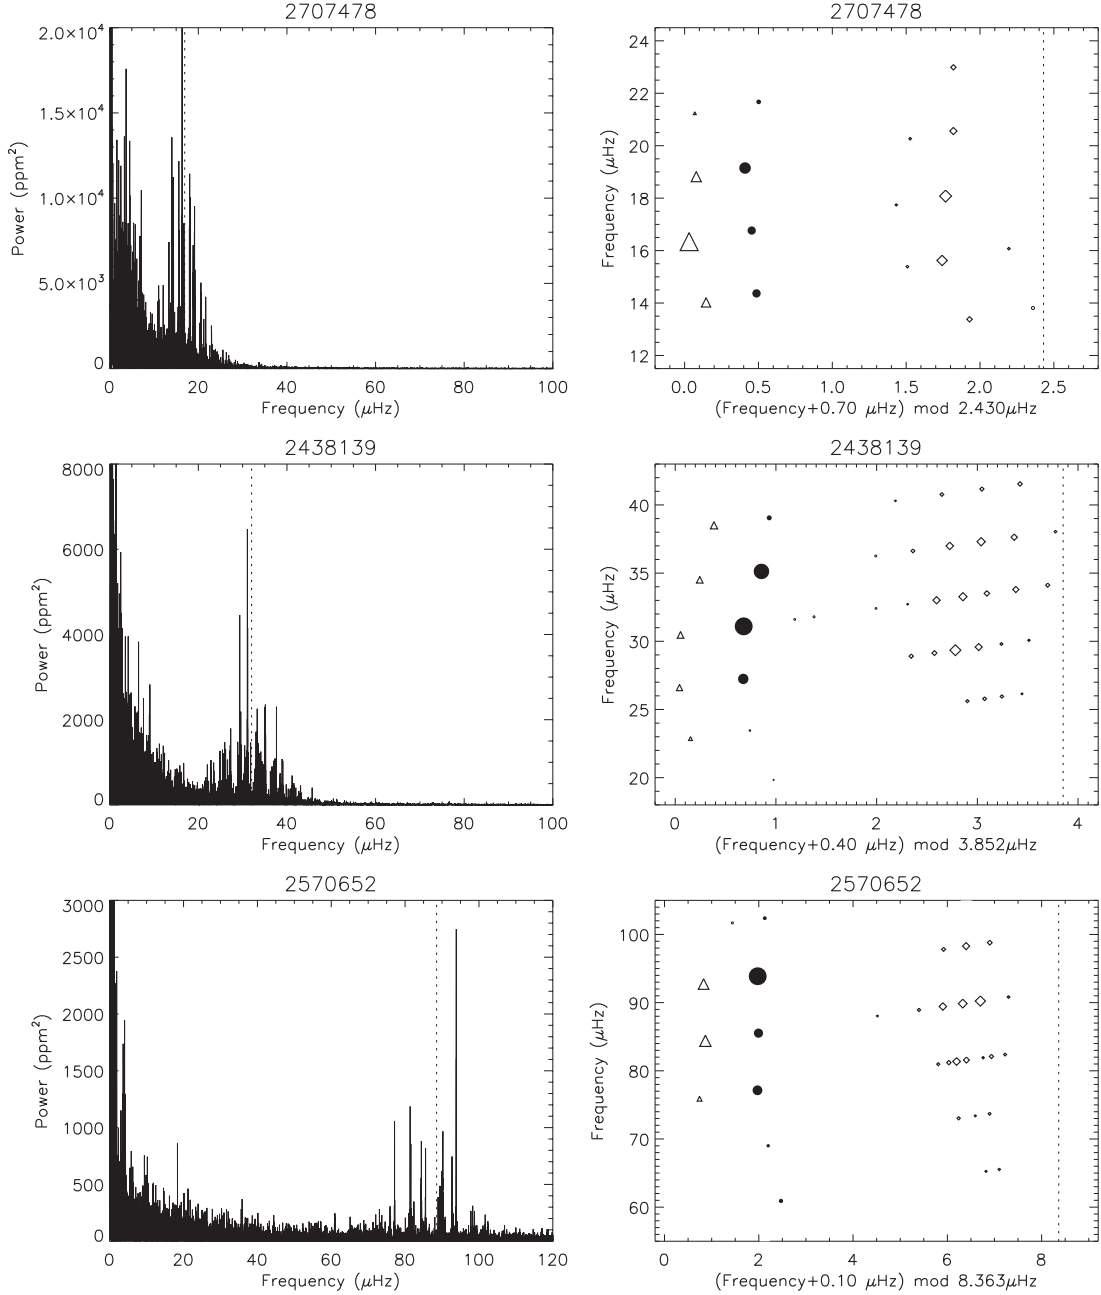 2707478
2.0×10⁴
1.5×10⁴
1.0×10⁴
5.0×10³
0
Power (ppm²)
0 20 40 60 80 100
Frequency (μHz)
2707478
24
22
20
18
16
14
12
Frequency (μHz)
0.0 0.5 1.0 1.5 2.0 2.5
(Frequency+0.70 μHz) mod 2.430μHz
2438139
8000
6000
4000
2000
0
Power (ppm²)
0 20 40 60 80 100
Frequency (μHz)
2438139
40
35
30
25
20
Frequency (μHz)
0 1 2 3 4
(Frequency+0.40 μHz) mod 3.852μHz
2570652
3000
2500
2000
1500
1000
500
0
Power (ppm²)
0 20 40 60 80 100 120
Frequency (μHz)
2570652
100
90
80
70
60
Frequency (μHz)
0 2 4 6 8
(Frequency+0.10 μHz) mod 8.363μHz